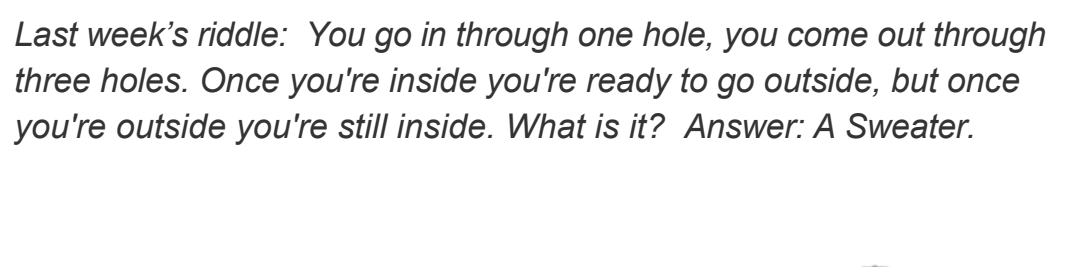 Last week’s riddle:  You go in through one hole, you come out through
three holes. Once you're inside you're ready to go outside, but once
you're outside you're still inside. What is it?  Answer: A Sweater.